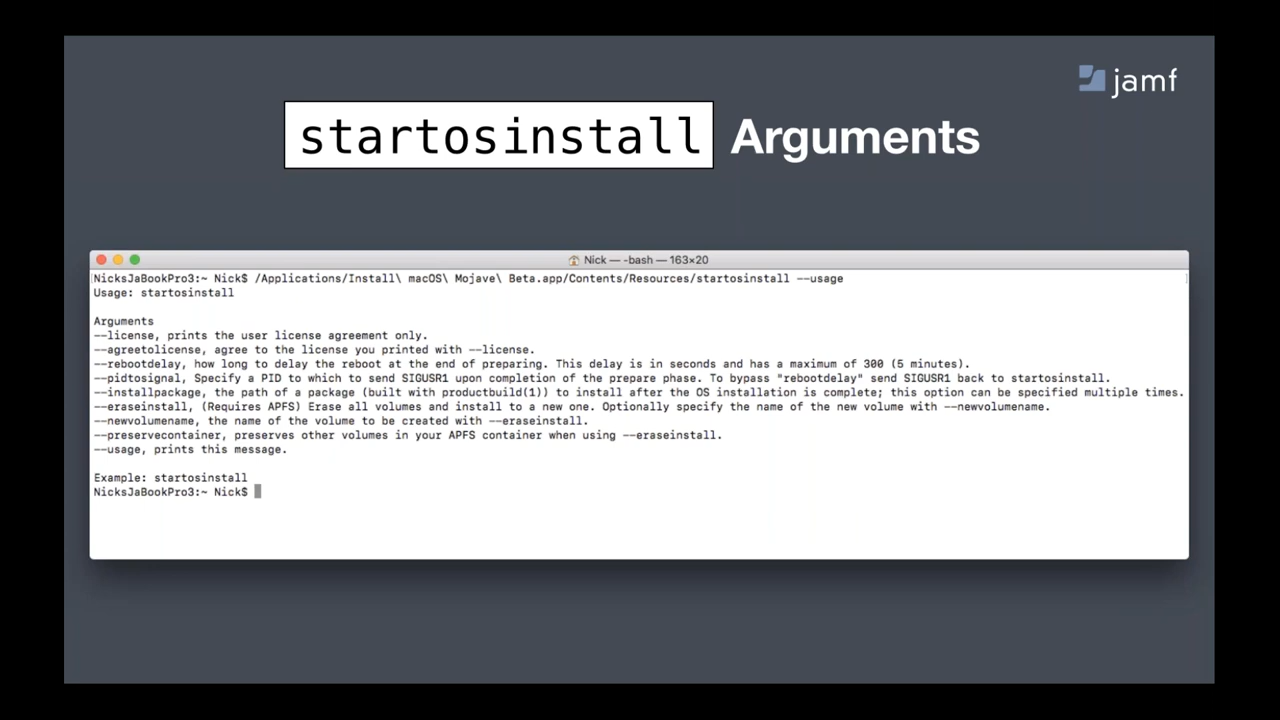 jamf
startosinstall Arguments
Nick — -bash — 163×20
NicksJaBookPro3:~ Nick$ /Applications/Install\ macOS\ Mojave\ Beta.app/Contents/Resources/startosinstall --usage
Usage: startosinstall
Arguments
--license, prints the user license agreement only.
--agreetolicense, agree to the license you printed with --license.
--rebootdelay, how long to delay the reboot at the end of preparing. This delay is in seconds and has a maximum of 300 (5 minutes).
--pidtosignal, Specify a PID to which to send SIGUSR1 upon completion of the prepare phase. To bypass "rebootdelay" send SIGUSR1 back to startosinstall.
--installpackage, the path of a package (built with productbuild(1)) to install after the OS installation is complete; this option can be specified multiple times.
--eraseinstall, (Requires APFS) Erase all volumes and install to a new one. Optionally specify the name of the new volume with --newvolumename.
--newvolumename, the name of the volume to be created with --eraseinstall.
--preservecontainer, preserves other volumes in your APFS container when using --eraseinstall.
--usage, prints this message.
Example: startosinstall
NicksJaBookPro3:~ Nick$